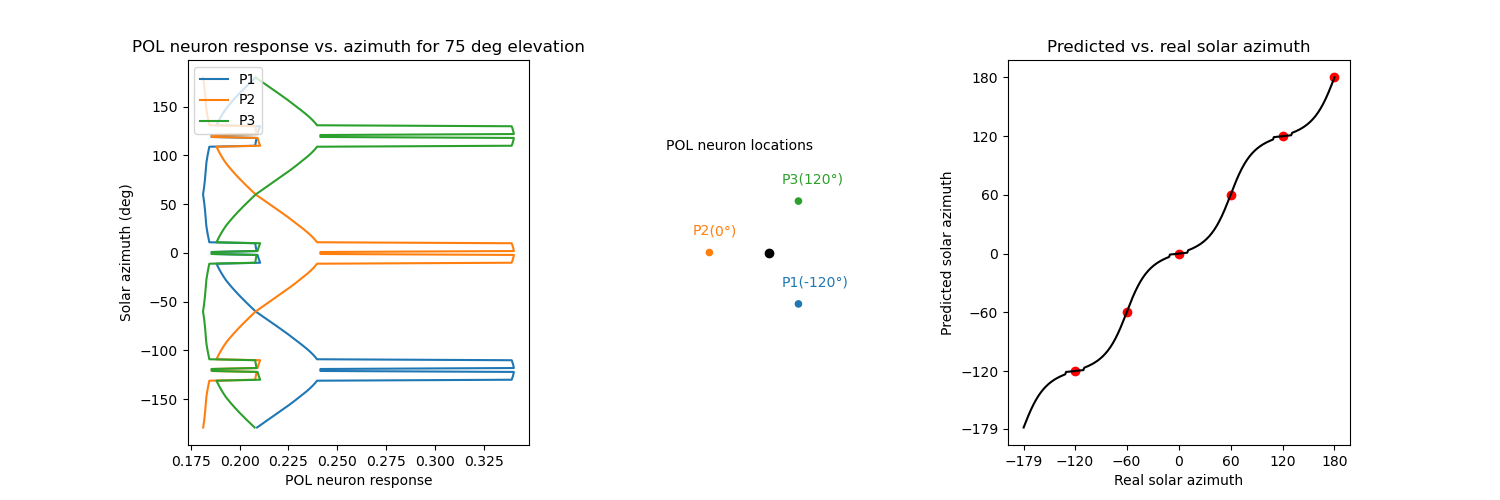 POL neuron response vs. azimuth for 75 deg elevation
P1
P2
P3
150
100
50
0
−50
−100
−150
Solar azimuth (deg)
0.175 0.200 0.225 0.250 0.275 0.300 0.325
POL neuron response
POL neuron locations
P3(120°)
P2(0°)
P1(-120°)
Predicted vs. real solar azimuth
180
120
60
0
−60
−120
−179
Predicted solar azimuth
−179 −120 −60 0 60 120 180
Real solar azimuth